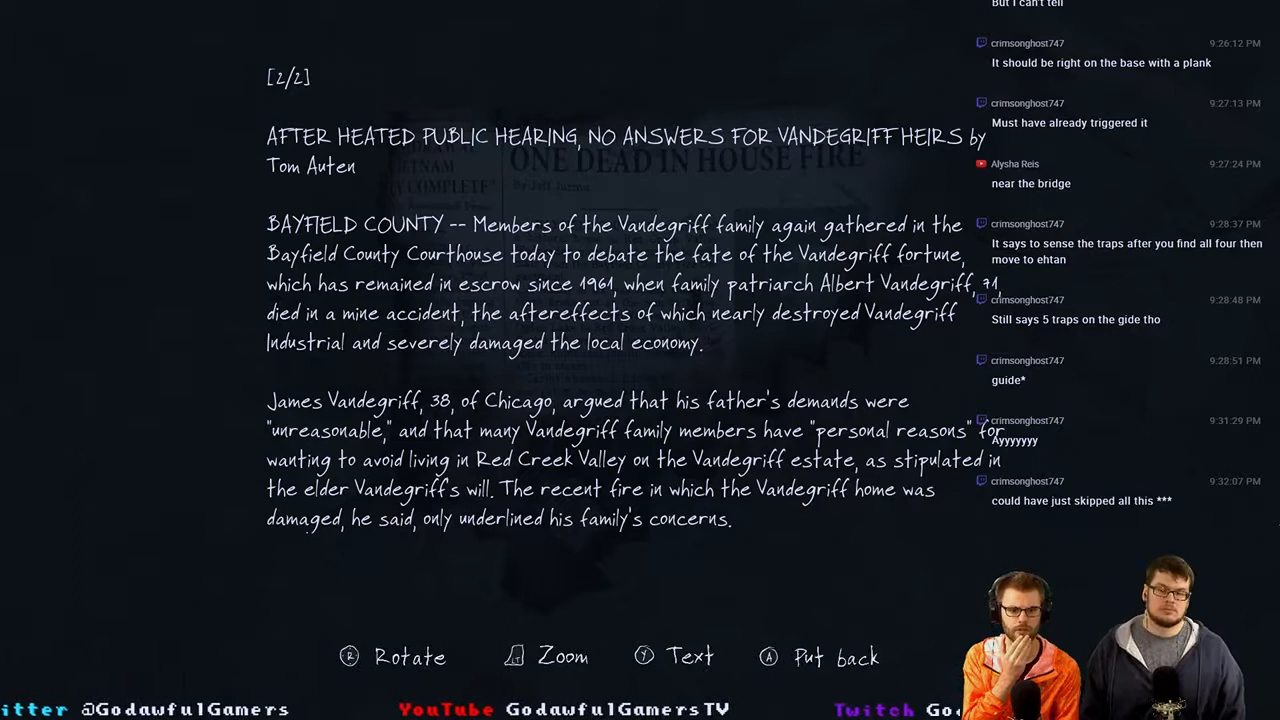 But I can't tell
crimsonghost747 9:26:12 PM
It should be right on the base with a plank
crimsonghost747 9:27:13 PM
Must have already triggered it
Alysha Reis 9:27:24 PM
near the bridge
crimsonghost747 9:28:37 PM
It says to sense the traps after you find all four then
move to ehtan
crimsonghost747 9:28:48 PM
Still says 5 traps on the gide tho
crimsonghost747 9:28:51 PM
guide*
crimsonghost747 9:31:29 PM
Ayyyyyyy
crimsonghost747 9:32:07 PM
could have just skipped all this ***
[2/2]
AFTER HEATED PUBLIC HEARING, NO ANSWERS FOR VANDEGRIFF HEIRS by
Tom Auten
BAYFIELD COUNTY -- Members of the Vandegriff family again gathered in the
Bayfield County Courthouse today to debate the fate of the Vandegriff fortune,
which has remained in escrow since 1961, when family patriarch Albert Vandegriff, 71,
died in a mine accident, the aftereffects of which nearly destroyed Vandegriff
Industrial and severely damaged the local economy.
James Vandegriff, 38, of Chicago, argued that his father's demands were
"unreasonable," and that many Vandegriff family members have "personal reasons" for
wanting to avoid living in Red Creek Valley on the Vandegriff estate, as stipulated in
the elder Vandegriff's will. The recent fire in which the Vandegriff home was
damaged, he said, only underlined his family's concerns.
VIETNAM
COMPLETE"
ONE DEAD IN HOUSE FIRE
R Rotate LT Zoom Y Text A Put back
itter @GodawfulGamers YouTube GodawfulGamersTV Twitch Go